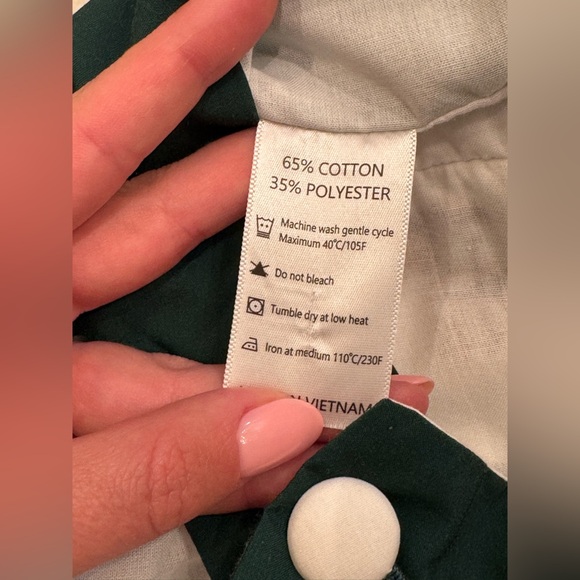 65% COTTON
35% POLYESTER
Machine wash gentle cycle
Maximum 40°C/105F
Do not bleach
Tumble dry at low heat
Iron at medium 110°C/230F
VIETNAM